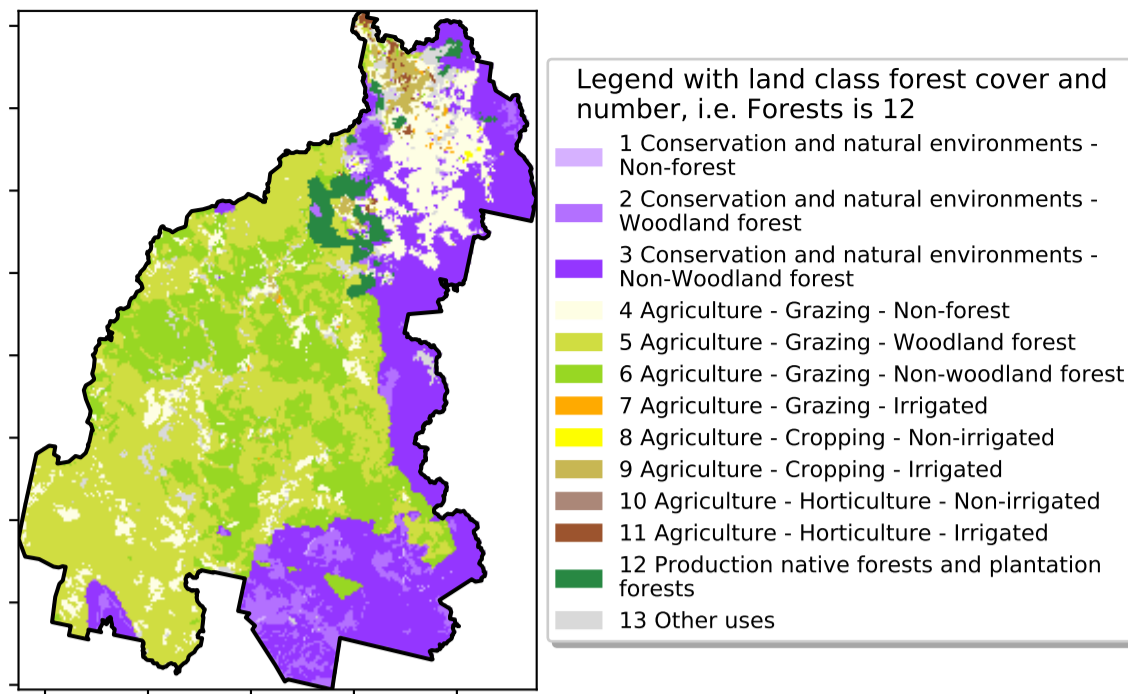 Legend with land class forest cover and
number, i.e. Forests is 12
1 Conservation and natural environments -
Non-forest
2 Conservation and natural environments -
Woodland forest
3 Conservation and natural environments -
Non-Woodland forest
4 Agriculture - Grazing - Non-forest
5 Agriculture - Grazing - Woodland forest
6 Agriculture - Grazing - Non-woodland forest
7 Agriculture - Grazing - Irrigated
8 Agriculture - Cropping - Non-irrigated
9 Agriculture - Cropping - Irrigated
10 Agriculture - Horticulture - Non-irrigated
11 Agriculture - Horticulture - Irrigated
12 Production native forests and plantation
forests
13 Other uses